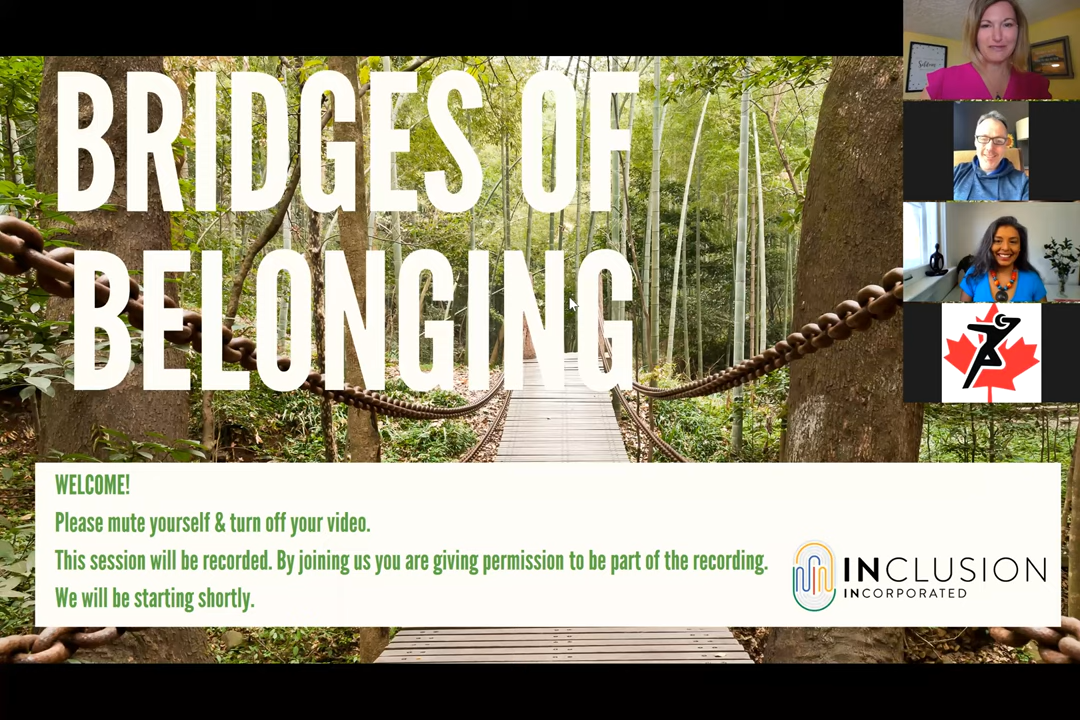 BRIDGES OF
BELONGING
WELCOME!
Please mute yourself & turn off your video.
This session will be recorded. By joining us you are giving permission to be part of the recording.
We will be starting shortly.
INCLUSION
INCORPORATED